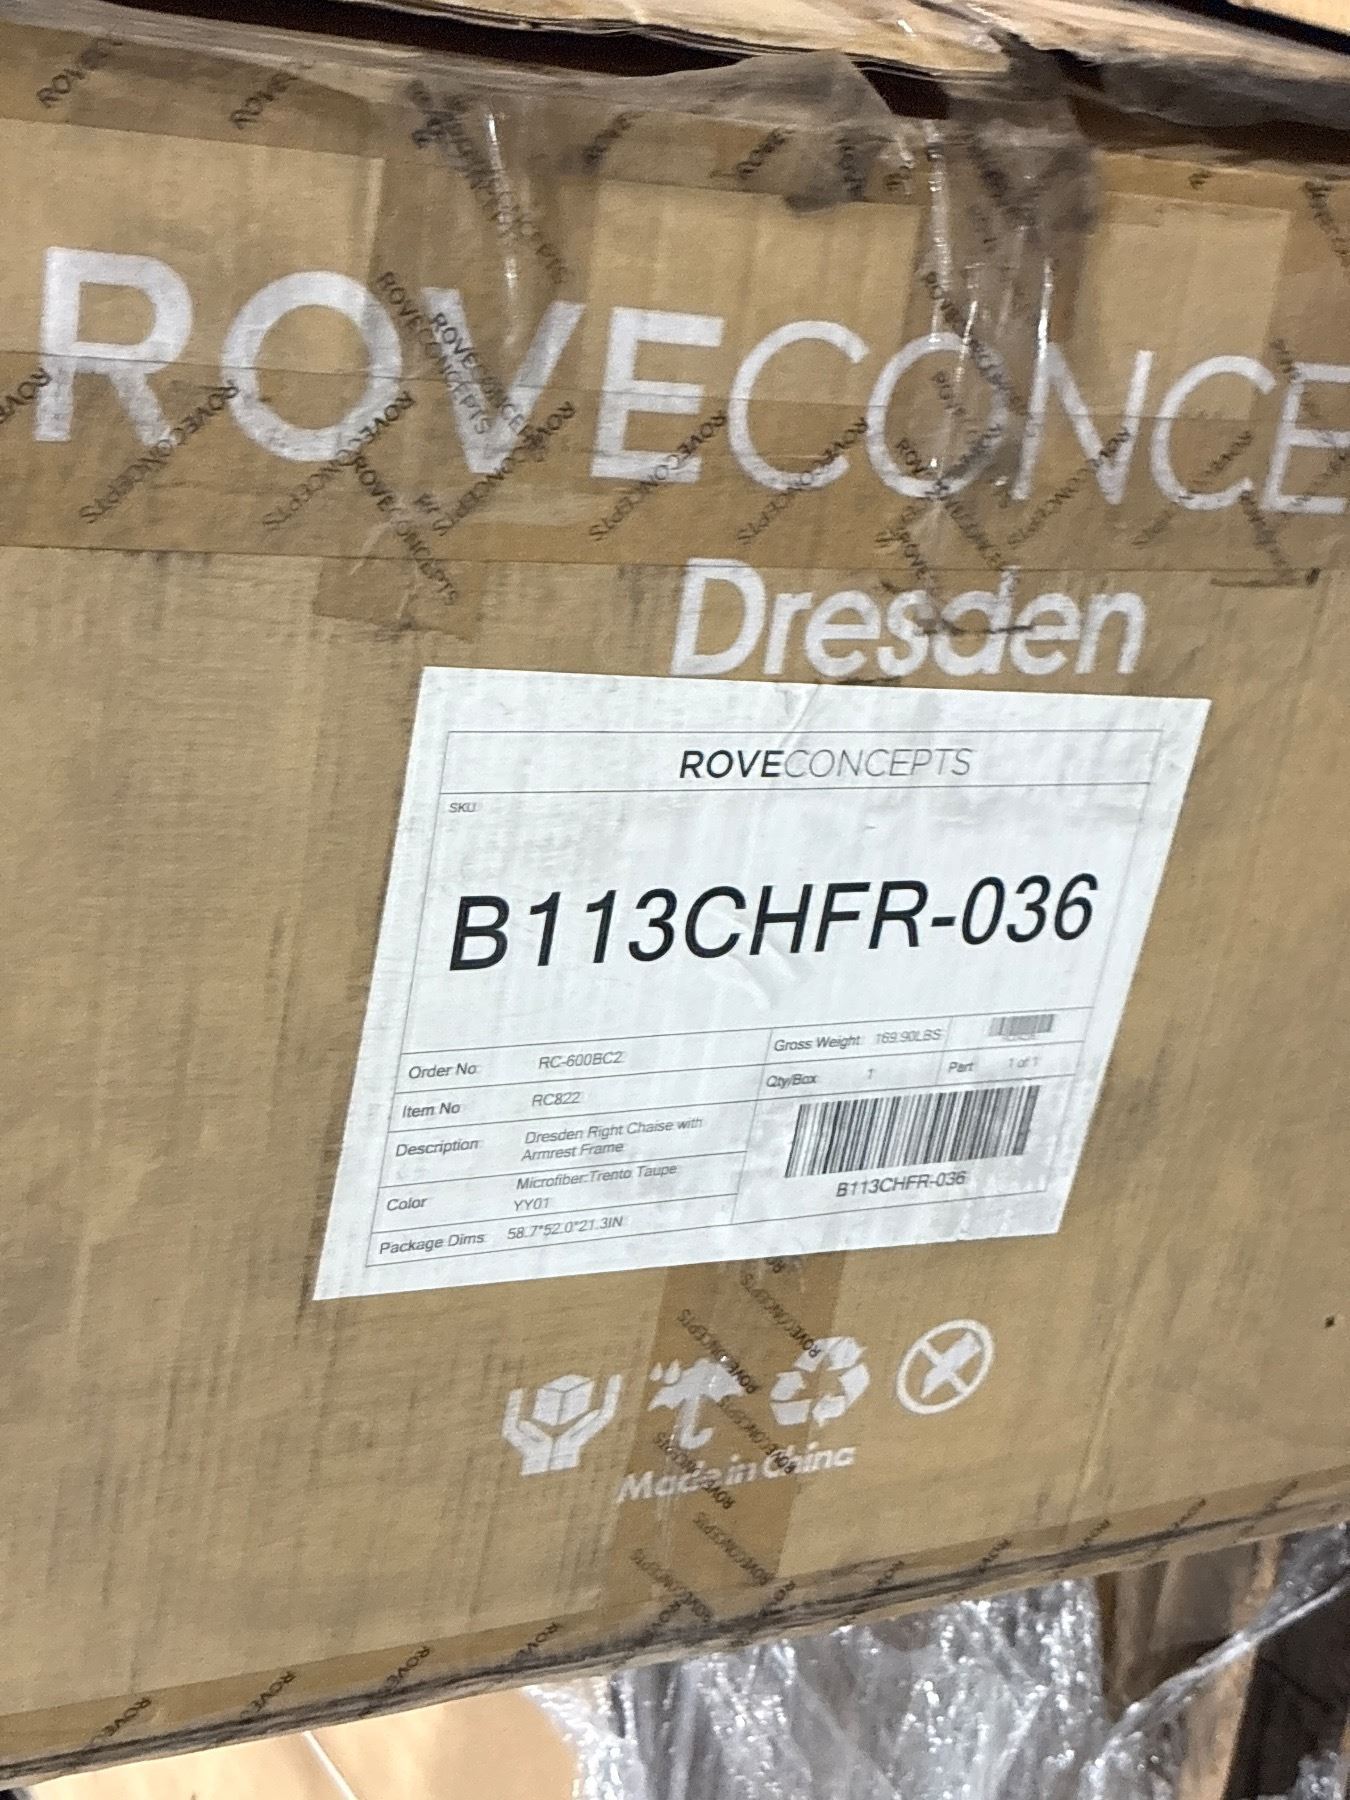 ROVECONCE
Dresden
ROVECONCEPTS
SKU
B113CHFR-036
Order No: RC-600BC2
Gross Weight: 169.90LBS
Item No RC822
Qty/Box 1
Part 1 of 1
Description: Dresden Right Chaise with
Armrest Frame
Color Microfiber:Trento Taupe
YY01
Package Dims: 58.7*52.0*21.3IN
B113CHFR-036
Made in China
ROVECONCEPTS